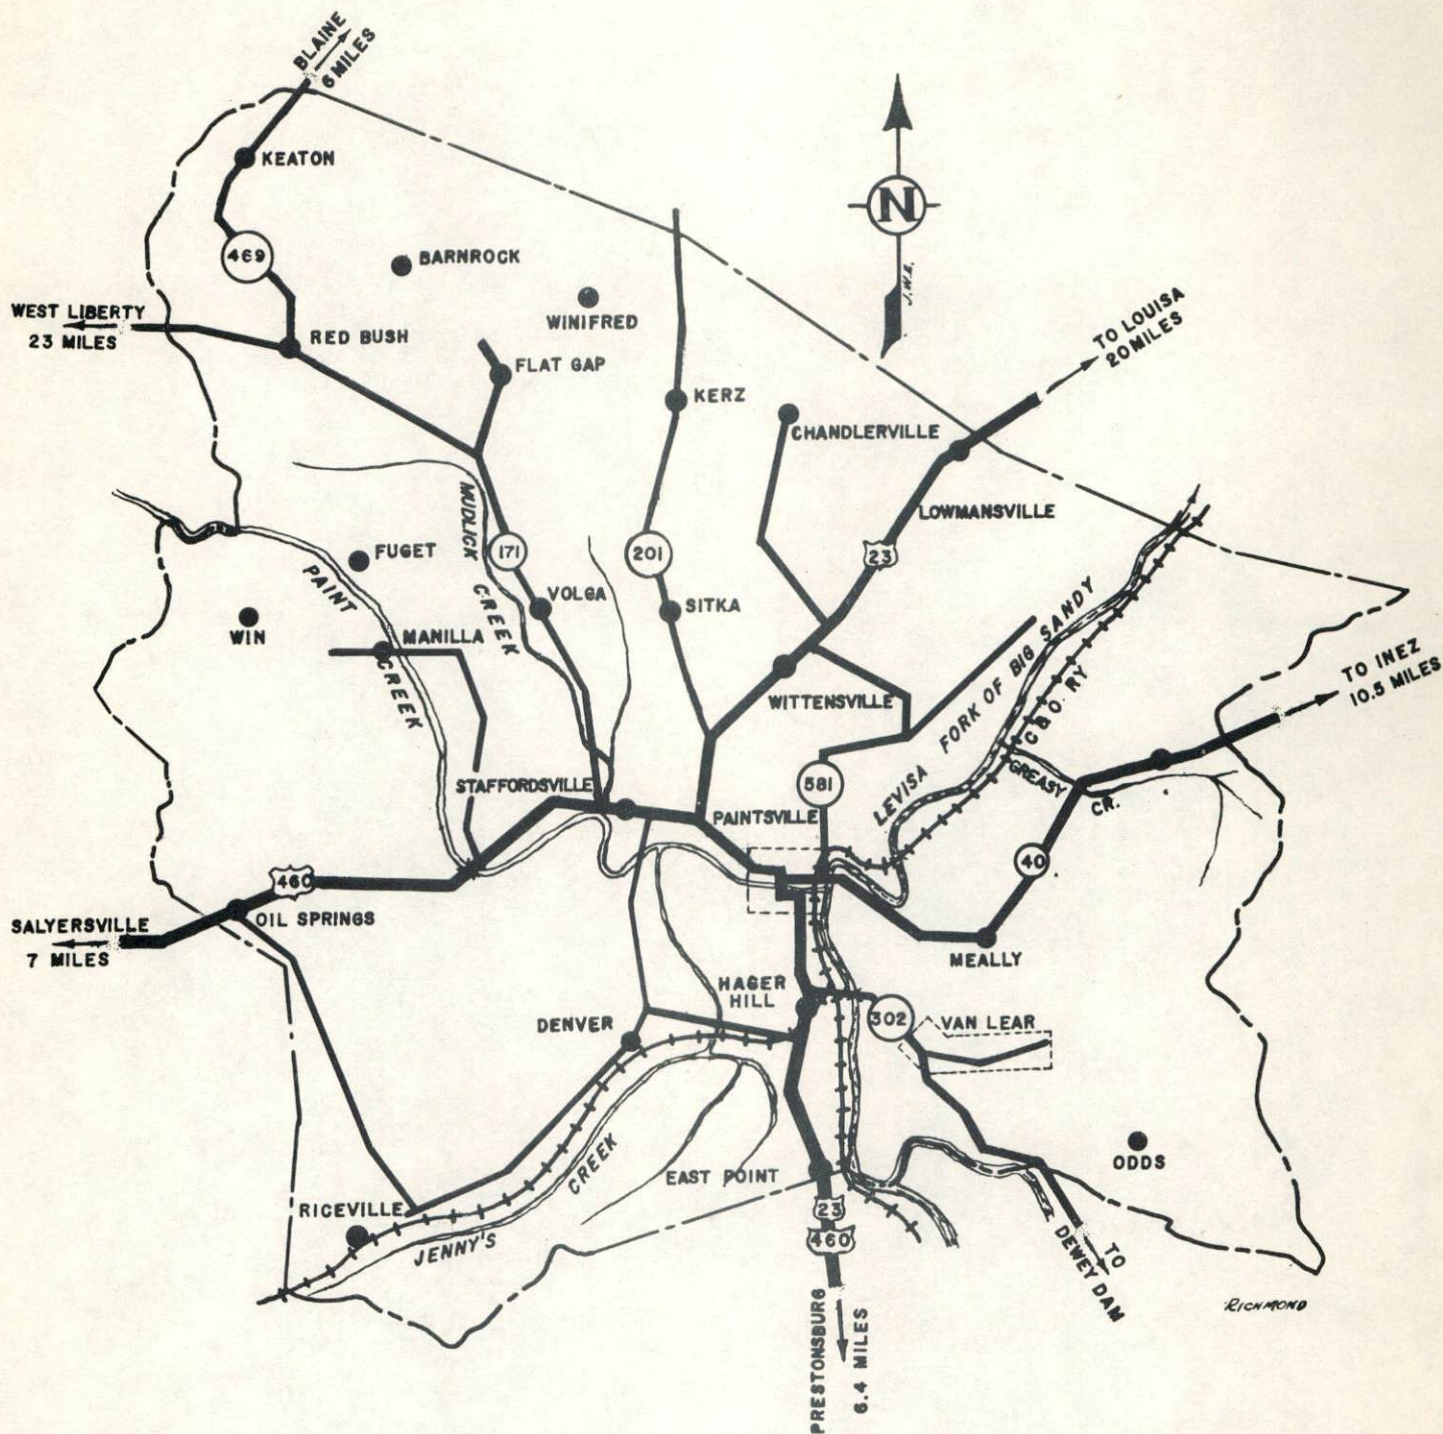 BLAINE
6 MILES
KEATON
469
BARNROCK
WINIFRED
N
J.W.B.
WEST LIBERTY
23 MILES
RED BUSH
FLAT GAP
KERZ
CHANDLERVILLE
TO LOUISA
20 MILES
LOWMANSVILLE
MUDLICK
CREEK
171
201
23
FUGET
PAINT
CREEK
VOLGA
SITKA
WIN
MANILLA
WITTENSVILLE
LEVISA FORK OF BIG SANDY
C&O. RY
TO INEZ
10.5 MILES
STAFFORDSVILLE
PAINTSVILLE
581
GREASY
CR.
40
460
OIL SPRINGS
SALYERSVILLE
7 MILES
MEALLY
HAGER
HILL
DENVER
302
VAN LEAR
ODDS
EAST POINT
RICEVILLE
JENNY'S
CREEK
23
460
TO
DEWEY DAM
RICHMOND
PRESTONSBURG
6.4 MILES